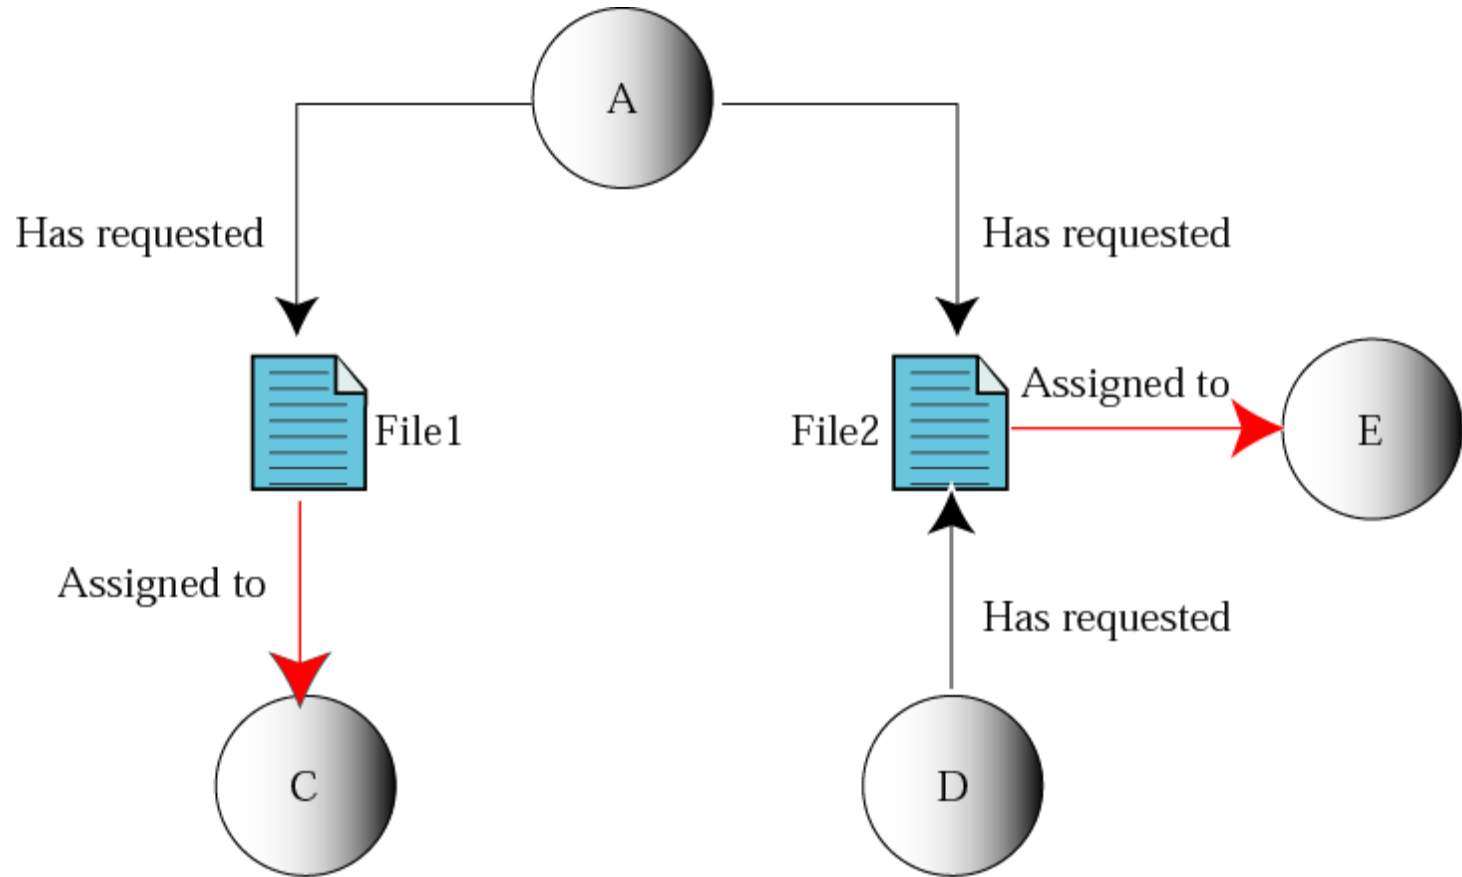 A
Has requested
Has requested
File1
File2
Assigned to
E
Assigned to
Has requested
C
D